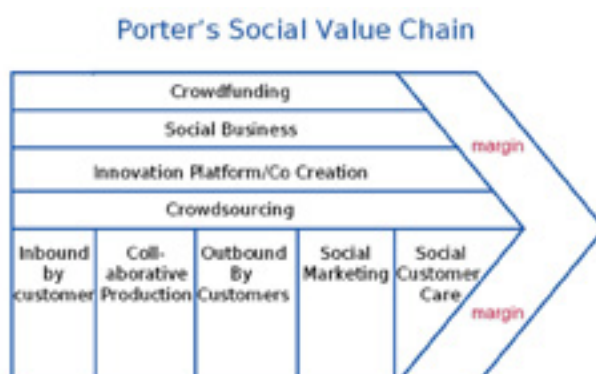 Porter's Social Value Chain
Crowdfunding
Social Business
margin
Innovation Platform/Co Creation
Crowdsourcing
Inbound
by
customer
Coll-
aborative
Production
Outbound
By
Customers
Social
Marketing
Social
Customer
Care
margin